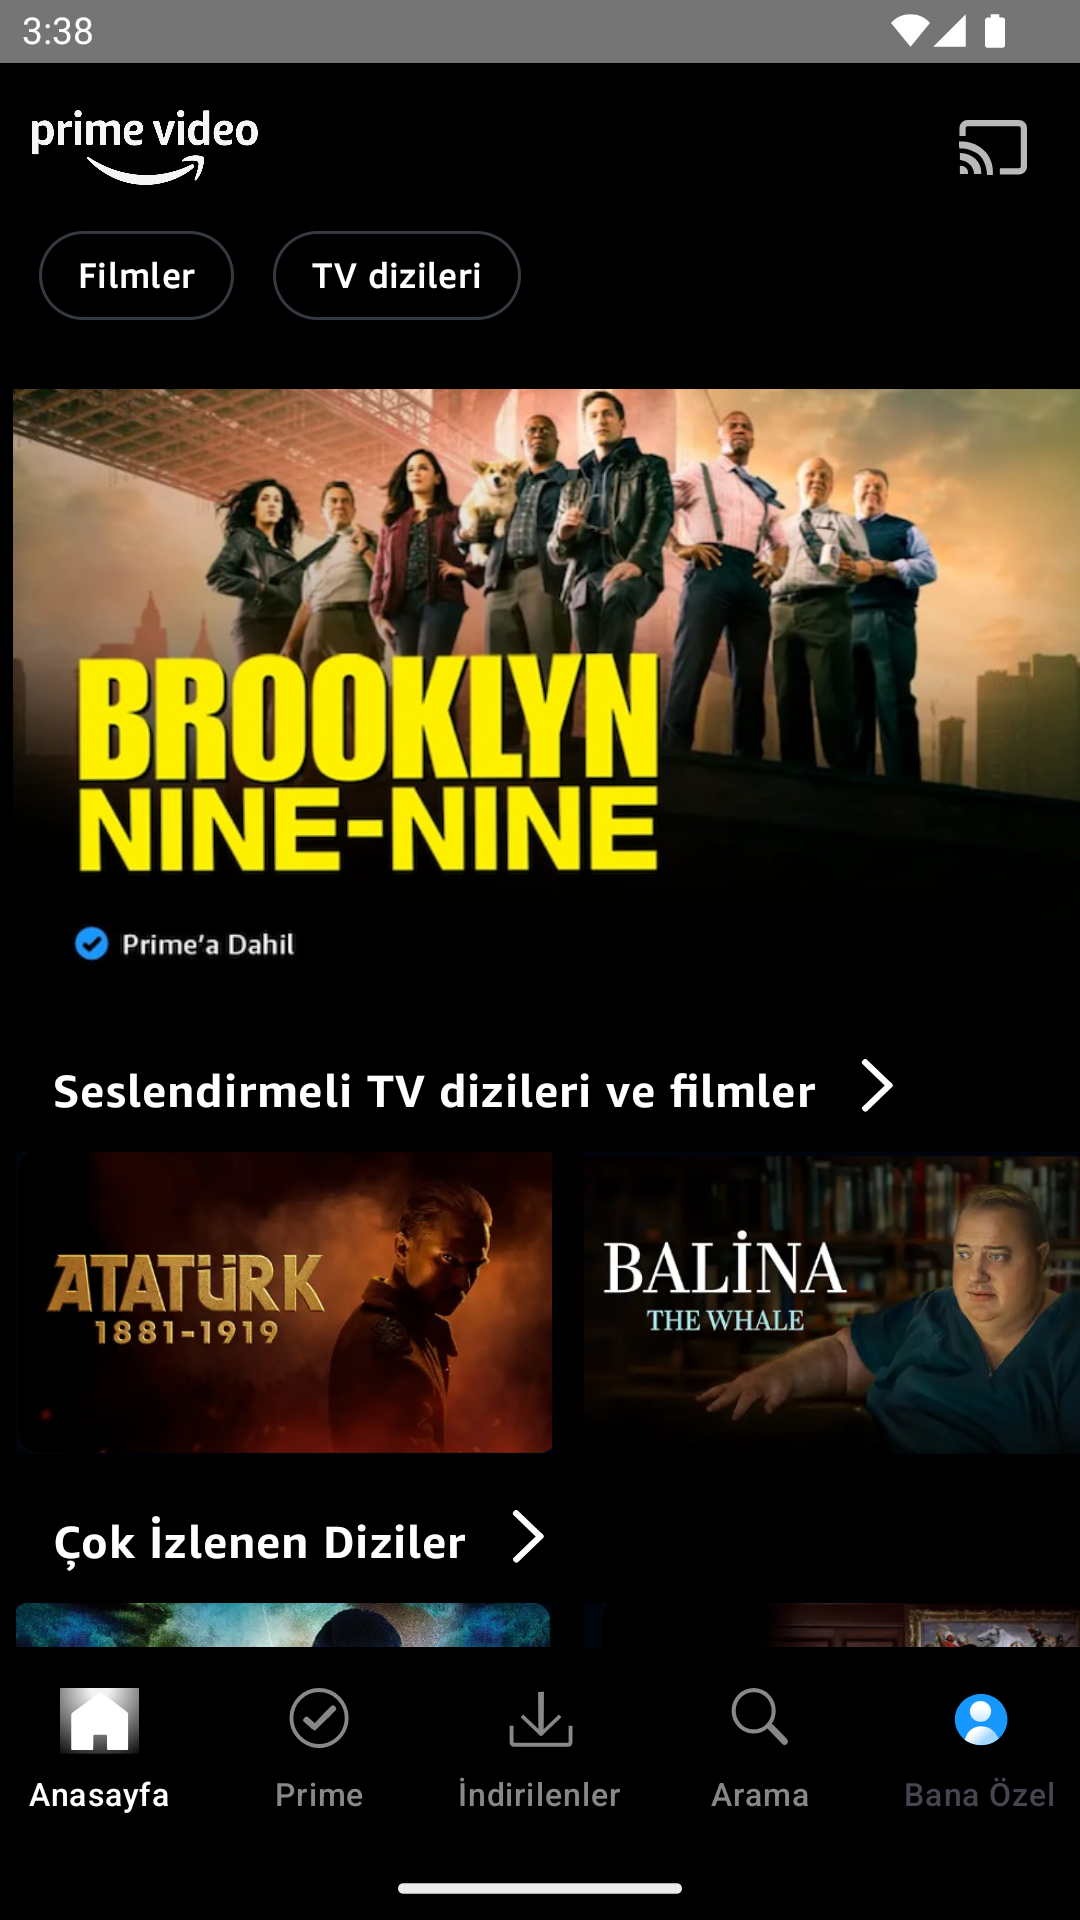 3:38
prime video
Filmler
TV dizileri
BROOKLYN
NINE-NINE
Prime'a Dahil
Seslendirmeli TV dizileri ve filmler
ATATÜRK
1881-1919
BALİNA
THE WHALE
Çok İzlenen Diziler
Anasayfa
Prime
İndirilenler
Arama
Bana Özel